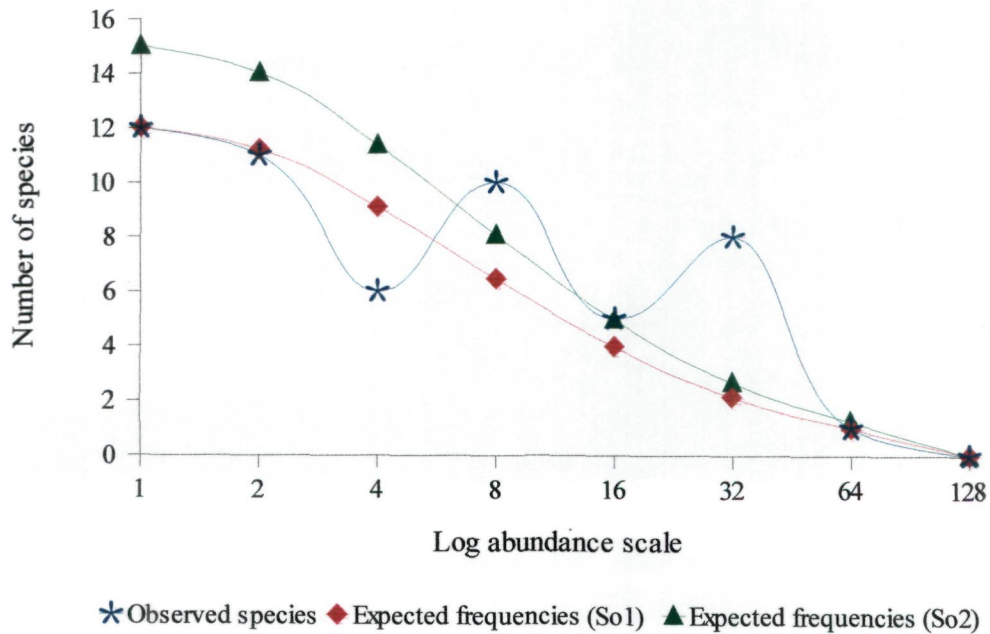 16
14
12
10
8
6
4
2
0
Number of species
1 2 4 8 16 32 64 128
Log abundance scale
Observed species Expected frequencies (So1) Expected frequencies (So2)